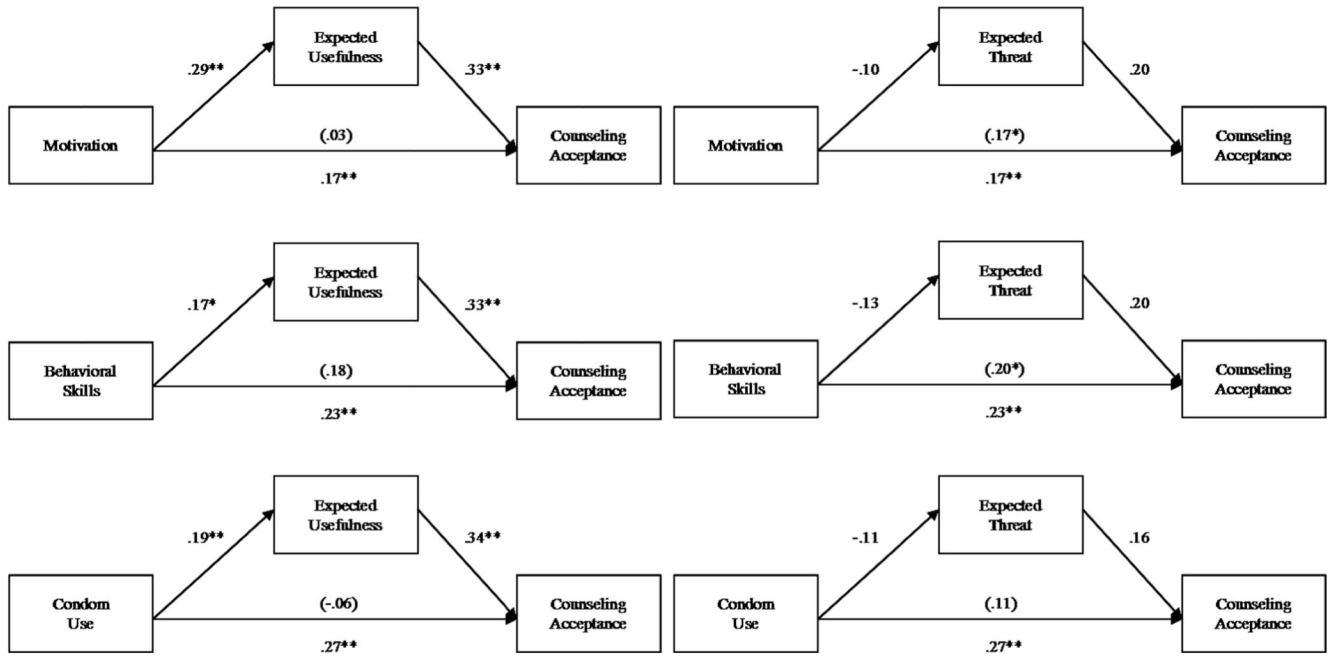 Expected
Usefulness
.29**
.33**
Motivation
(.03)
.17**
Counseling
Acceptance
Expected
Threat
-.10
.20
Motivation
(.17*)
.17**
Counseling
Acceptance
Expected
Usefulness
.17*
.33**
Behavioral
Skills
(.18)
.23**
Counseling
Acceptance
Expected
Threat
-.13
.20
Behavioral
Skills
(.20*)
.23**
Counseling
Acceptance
Expected
Usefulness
.19**
.34**
Condom
Use
(-.06)
.27**
Counseling
Acceptance
Expected
Threat
-.11
.16
Condom
Use
(.11)
.27**
Counseling
Acceptance